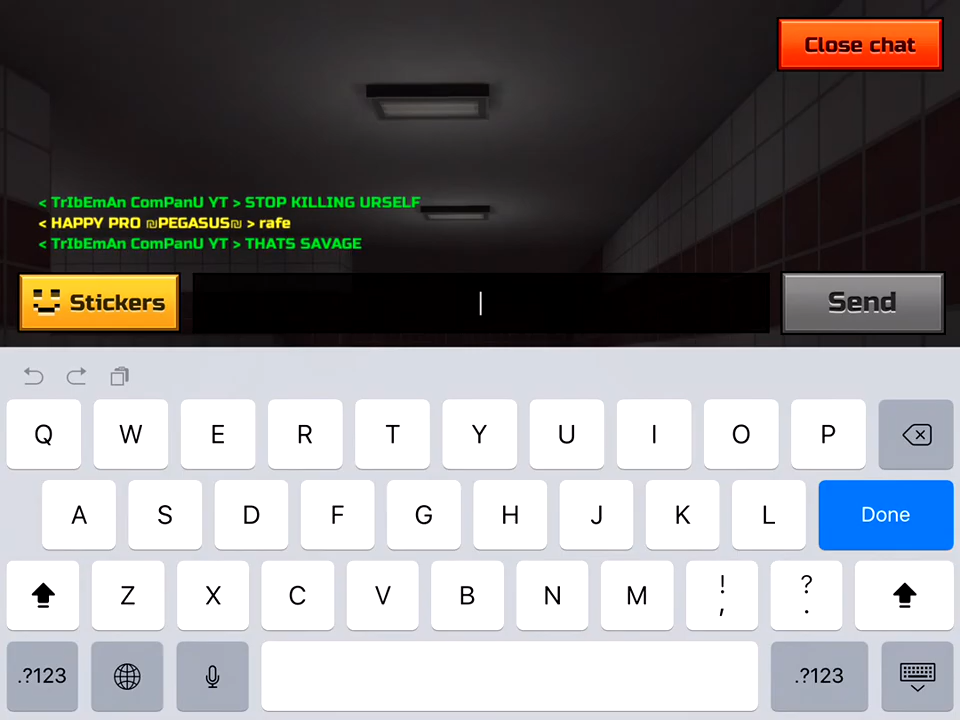 Close chat
< TrIbEmAn ComPanU YT > STOP KILLING URSELF
< HAPPY PRO ₪PEGASUS₪ > rafe
< TrIbEmAn ComPanU YT > THATS SAVAGE
Stickers
Send
Q W E R T Y U I O P
A S D F G H J K L Done
Z X C V B N M ! , ? .
.?123 .?123